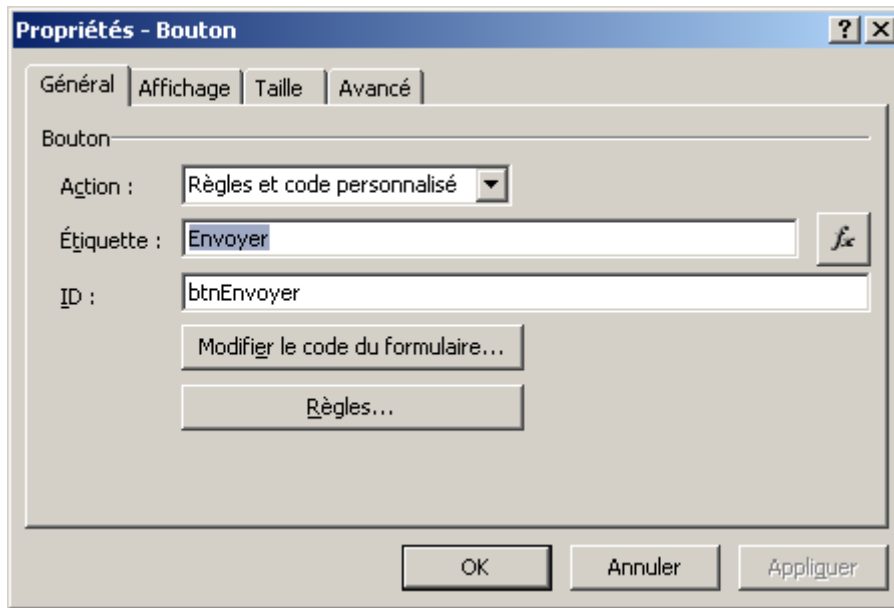 Propriétés - Bouton
Général Affichage Taille Avancé
Bouton
Action : Règles et code personnalisé
Étiquette : Envoyer fx
ID : btnEnvoyer
Modifier le code du formulaire...
Règles...
OK Annuler Appliquer